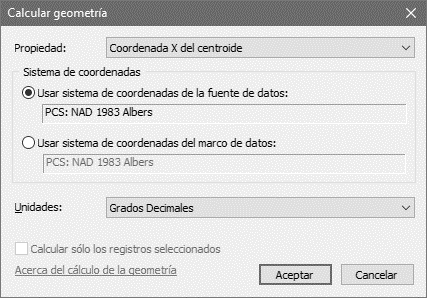 Calcular geometría
Propiedad: Coordenada X del centroide
Sistema de coordenadas
Usar sistema de coordenadas de la fuente de datos:
PCS: NAD 1983 Albers
Usar sistema de coordenadas del marco de datos:
PCS: NAD 1983 Albers
Unidades: Grados Decimales
Calcular sólo los registros seleccionados
Acerca del cálculo de la geometría
Aceptar Cancelar